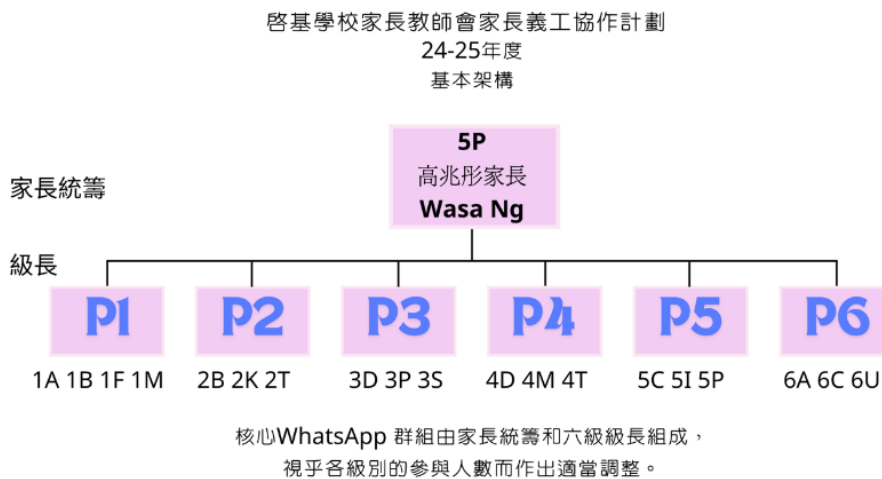 啓基學校家長教師會家長義工協作計劃
24-25年度
基本架構
5P
高兆彤家長
Wasa Ng
家長統籌
級長
P1 P2 P3 P4 P5 P6
1A 1B 1F 1M 2B 2K 2T 3D 3P 3S 4D 4M 4T 5C 5I 5P 6A 6C 6U
核心WhatsApp 群組由家長統籌和六級級長組成，
視乎各級別的參與人數而作出適當調整。